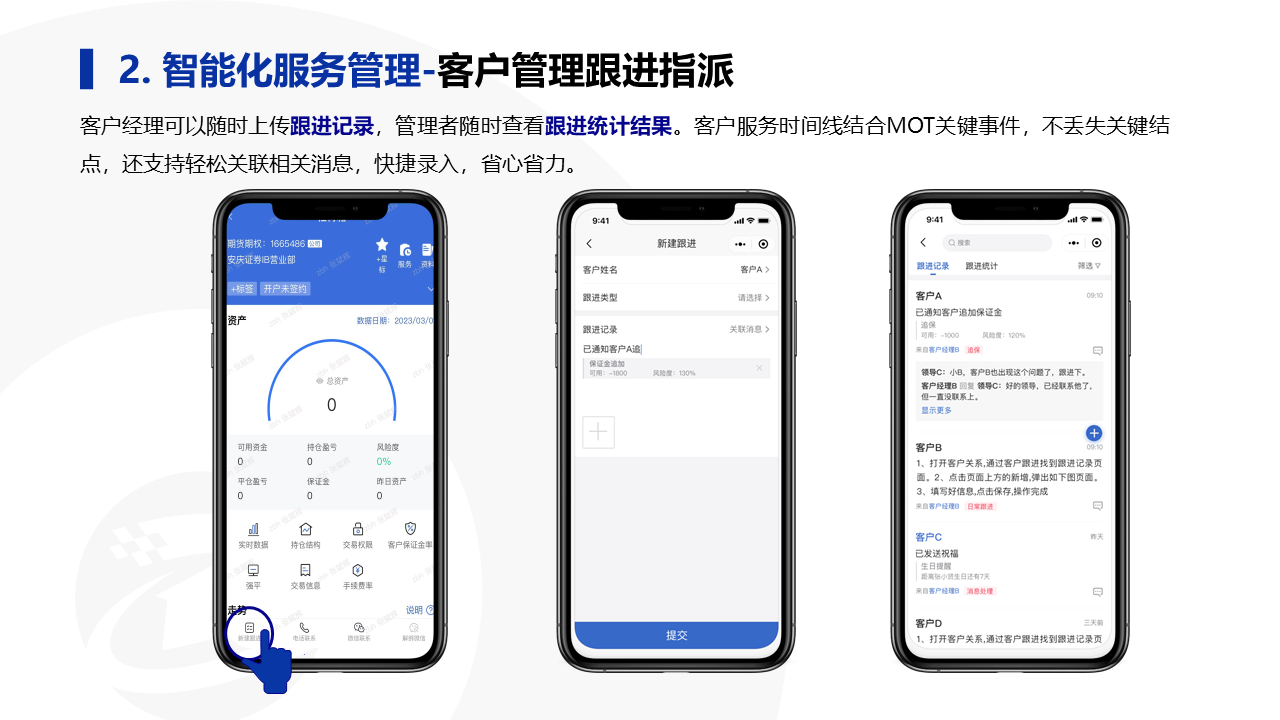 2. 智能化服务管理-客户管理跟进指派
客户经理可以随时上传跟进记录，管理者随时查看跟进统计结果。客户服务时间线结合MOT关键事件，不丢失关键结
点，还支持轻松关联相关消息，快捷录入，省心省力。
期货期权：1665486
安庆证券IB营业部
+星标
服务
资料
+标签 开户未签约
资产
数据日期：2023/03/0
总资产
0
可用资金 持仓盈亏 风险度
0 0 0%
平仓盈亏 保证金 昨日资产
0 0 0
实时数据 持仓结构 交易权限 客户保证金率
强平 交易信息 手续费率
走势 说明
新建跟进 电话联系 微信联系 解绑微信
9:41
新建跟进
客户姓名 客户A
跟进类型 请选择
跟进记录 关联消息
已通知客户A追
保证金追加
可用：-1800 风险度：130%
提交
9:41
搜索
跟进记录 跟进统计 筛选
客户A 09:10
已通知客户追加保证金
追保
可用：-1000 风险度：120%
来自客户经理B 追保
领导C：小B，客户B也出现这个问题了，跟进下。
客户经理B 回复 领导C：好的领导，已经联系他了，
但一直没联系上。
显示更多
客户B 09:10
1、打开客户关系,通过客户跟进找到跟进记录页
面。2、点击页面上方的新增,弹出如下图页面。
3、填写好信息,点击保存,操作完成
来自客户经理B 日常跟进
客户C 昨天
已发送祝福
生日提醒
距离张小贤生日还有7天
来自客户经理B 消息处理
客户D 三天前
1、打开客户关系,通过客户跟进找到跟进记录页